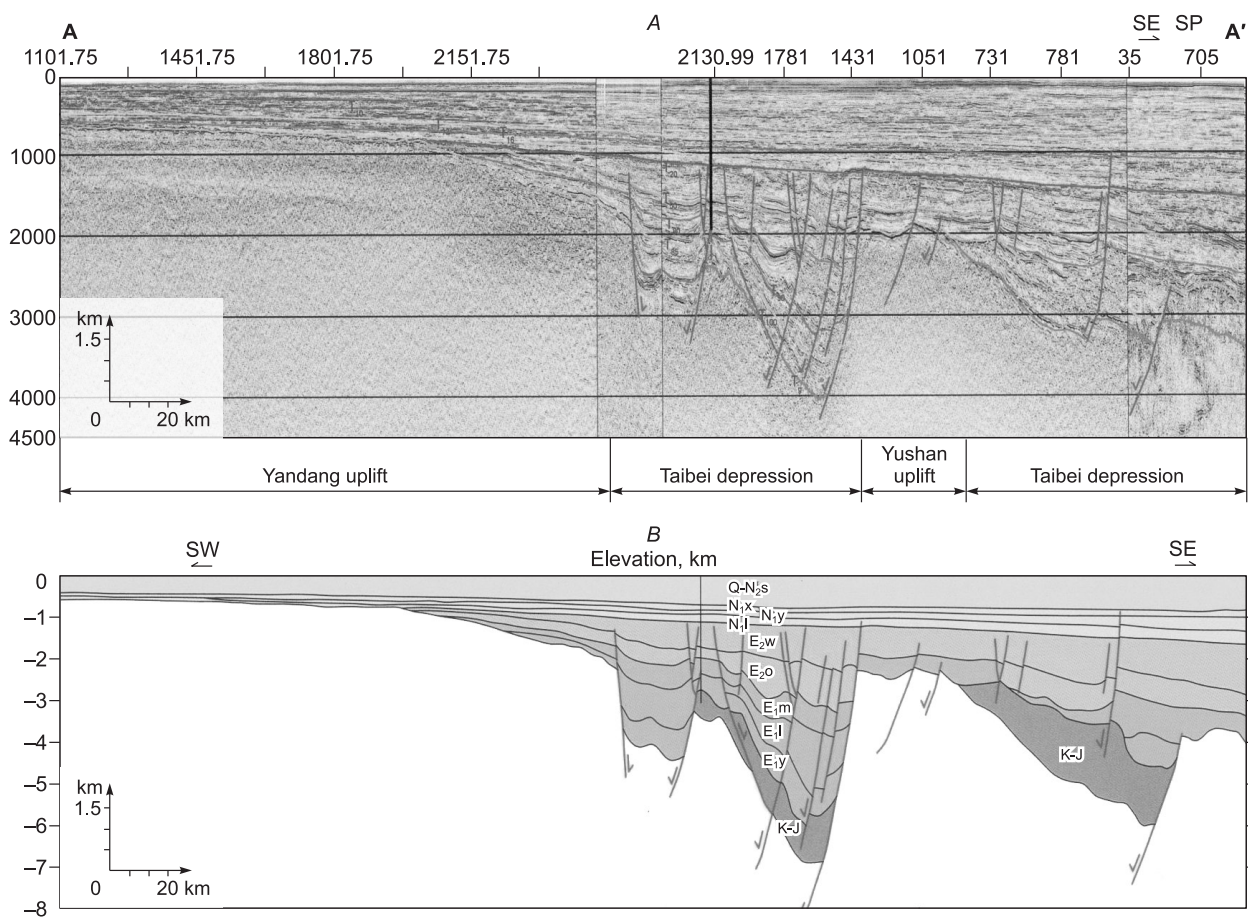 A A SE SP A′
1101.75 1451.75 1801.75 2151.75 2130.99 1781 1431 1051 731 781 35 705
0
1000
2000
3000
4000
4500
km
1.5
0 20 km
Yandang uplift Taibei depression Yushan uplift Taibei depression
B
SW Elevation, km SE
0
–1
–2
–3
–4
–5
–6
–7
–8
Q-N₂s
N₁x
N₁y
N₁l
E₂w
E₂o
E₁m
E₁l
E₁y
K-J
K-J
km
1.5
0 20 km